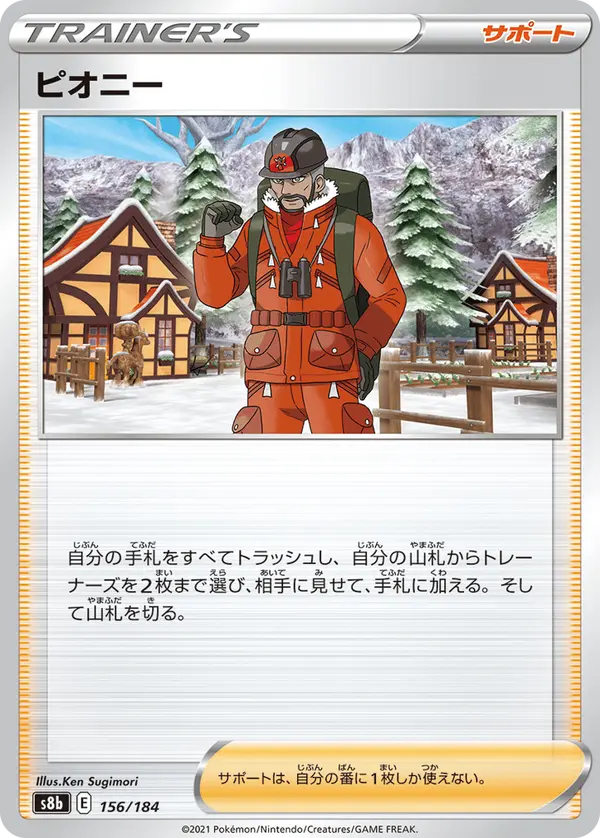 TRAINER'S
サポート
ピオニー
自分の手札をすべてトラッシュし、自分の山札からトレー
ナーズを2枚まで選び、相手に見せて、手札に加える。そし
て山札を切る。
サポートは、自分の番に1枚しか使えない。
Illus.Ken Sugimori
s8b E 156/184
©2021 Pokémon/Nintendo/Creatures/GAME FREAK.